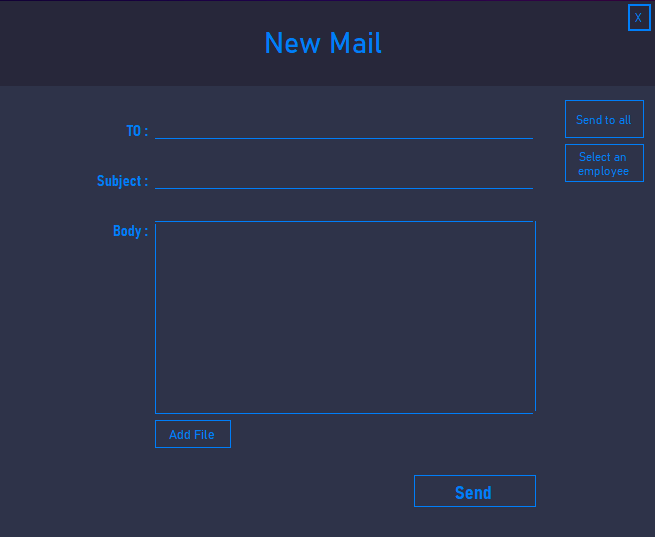 X
New Mail
TO :
Send to all
Select an
employee
Subject :
Body :
Add File
Send